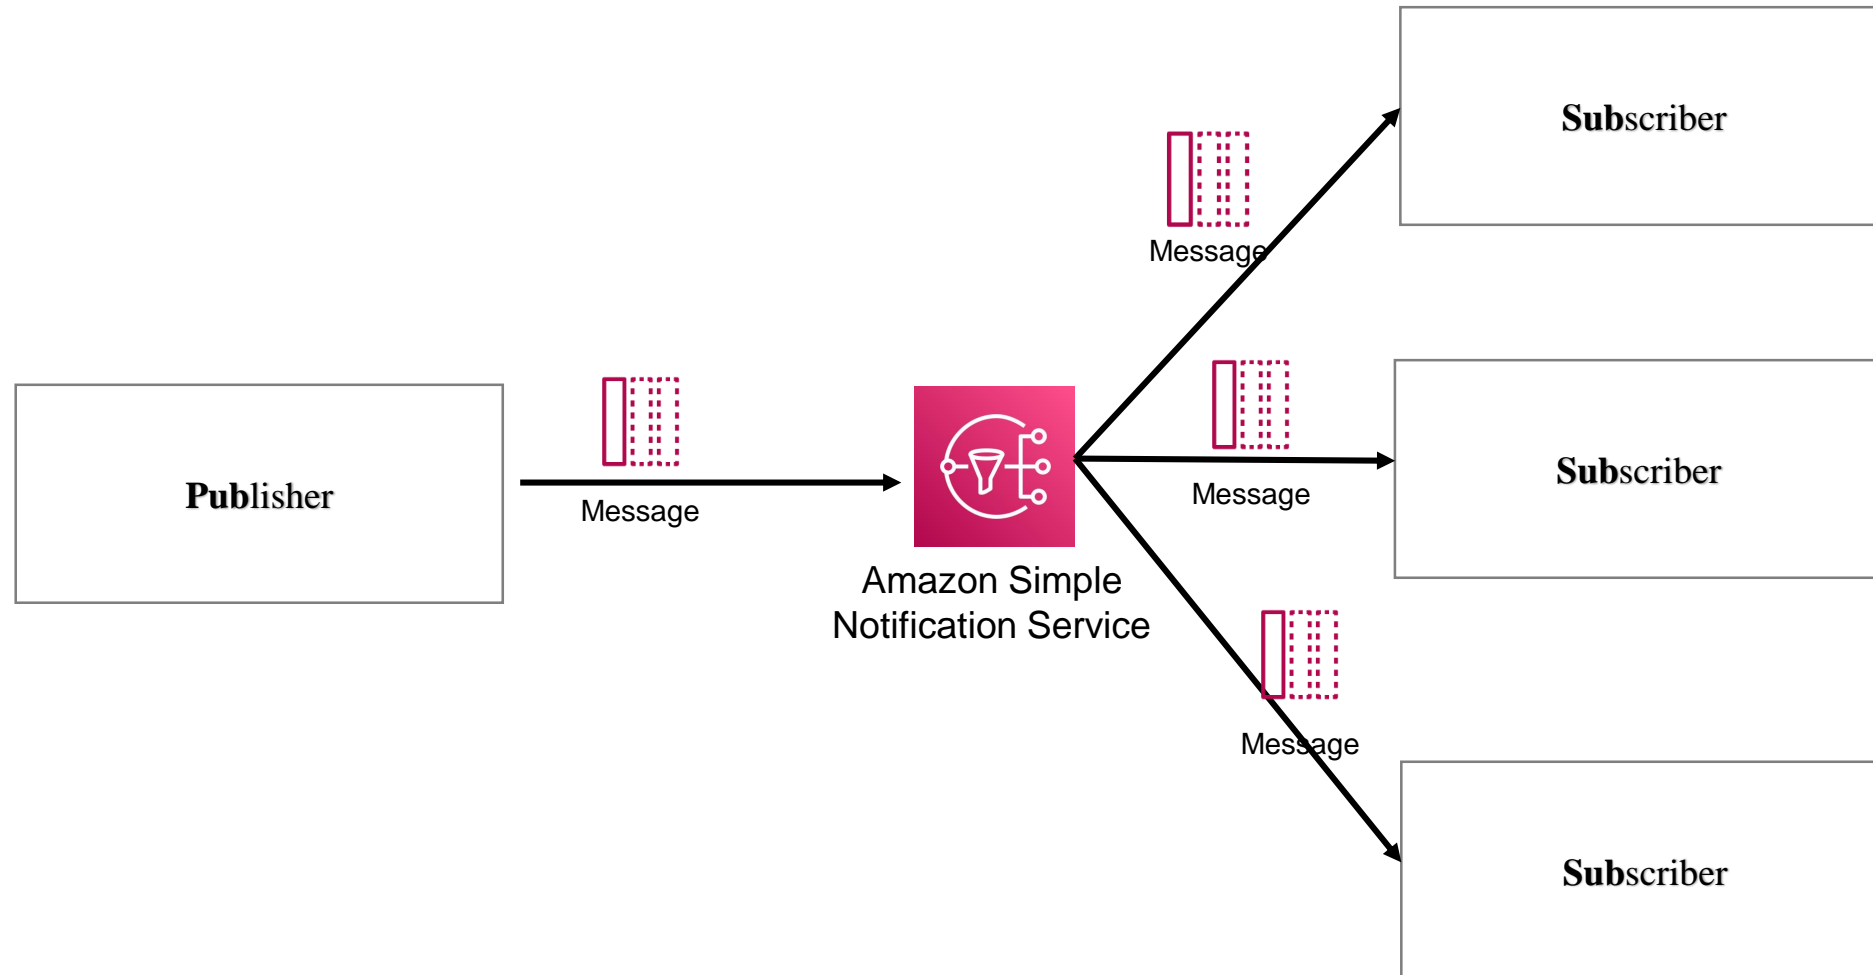 Publisher
Message
Amazon Simple
Notification Service
Message
Subscriber
Message
Subscriber
Message
Subscriber